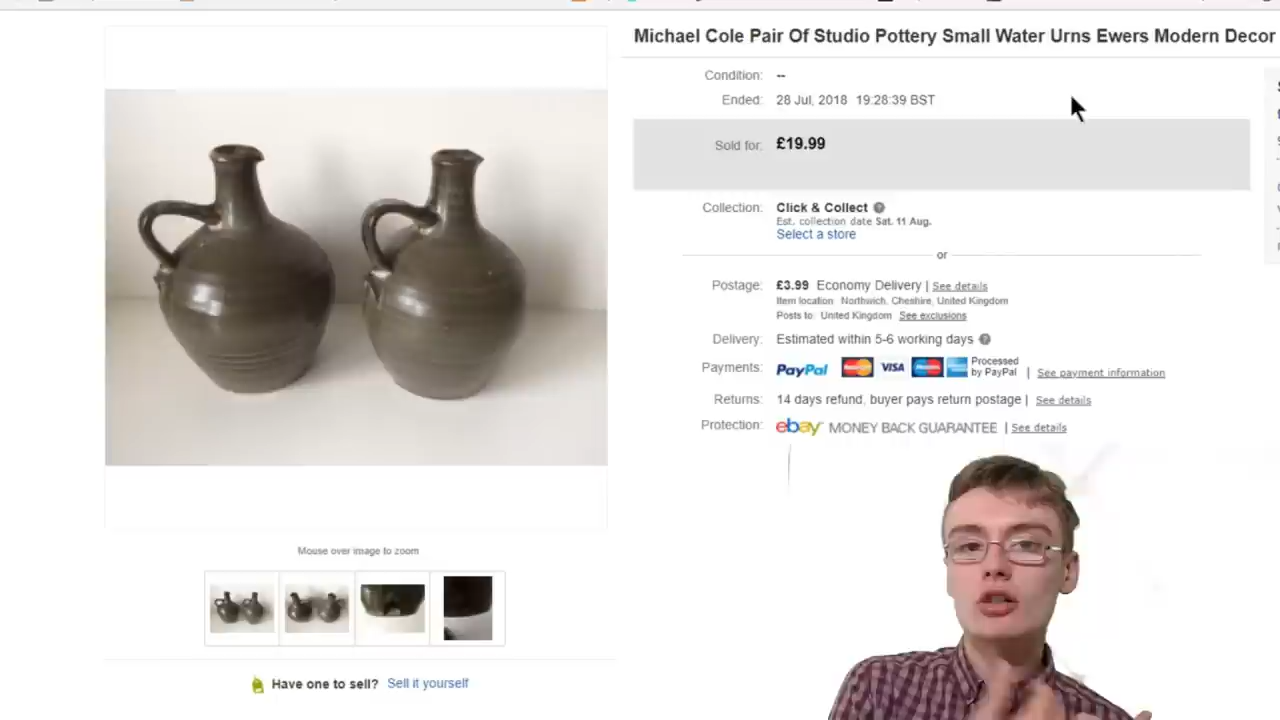 Michael Cole Pair Of Studio Pottery Small Water Urns Ewers Modern Decor
Condition: --
Ended: 28 Jul, 2018 19:28:39 BST
Sold for: £19.99
Collection: Click & Collect
Est. collection date Sat. 11 Aug.
Select a store
or
Postage: £3.99 Economy Delivery | See details
Item location: Northwich, Cheshire, United Kingdom
Posts to: United Kingdom See exclusions
Delivery: Estimated within 5-6 working days
Payments: PayPal VISA Processed by PayPal | See payment information
Returns: 14 days refund, buyer pays return postage | See details
Protection: ebay MONEY BACK GUARANTEE | See details
Mouse over image to zoom
Have one to sell? Sell it yourself